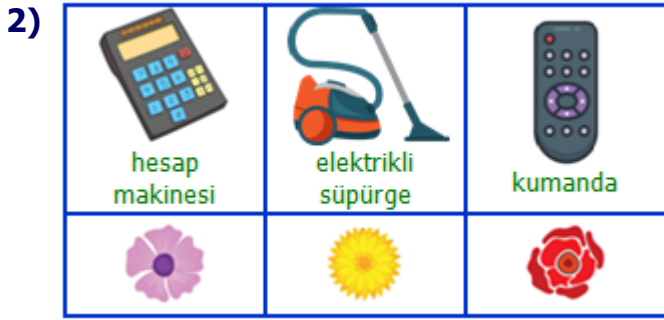 2)
hesap
makinesi
elektrikli
süpürge
kumanda